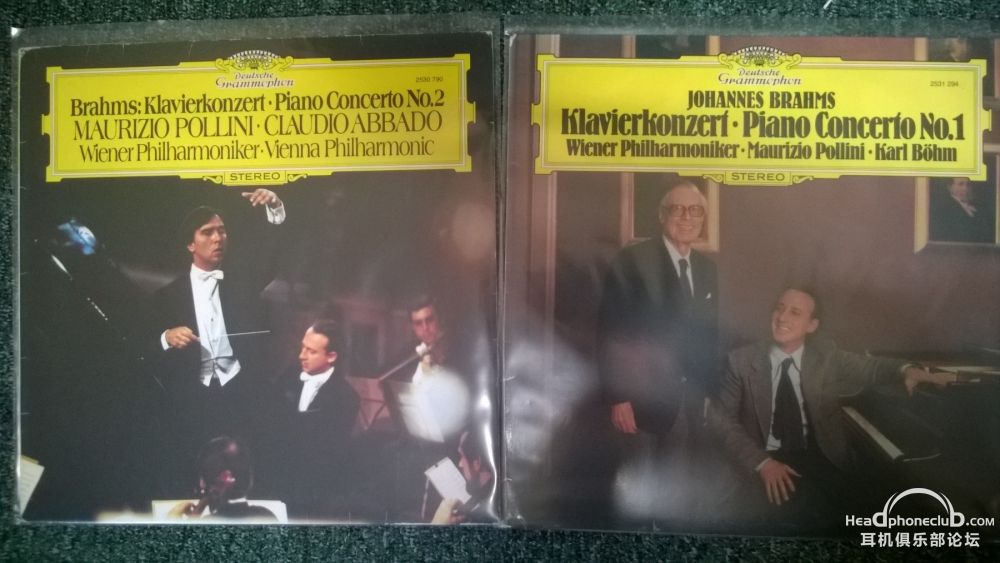 Deutsche
Grammophon
2530 790
Brahms: Klavierkonzert · Piano Concerto No.2
MAURIZIO POLLINI · CLAUDIO ABBADO
Wiener Philharmoniker · Vienna Philharmonic
STEREO
Deutsche
Grammophon
2531 294
JOHANNES BRAHMS
Klavierkonzert · Piano Concerto No.1
Wiener Philharmoniker · Maurizio Pollini · Karl Böhm
STEREO
HeadphonecluD.com
耳机俱乐部论坛